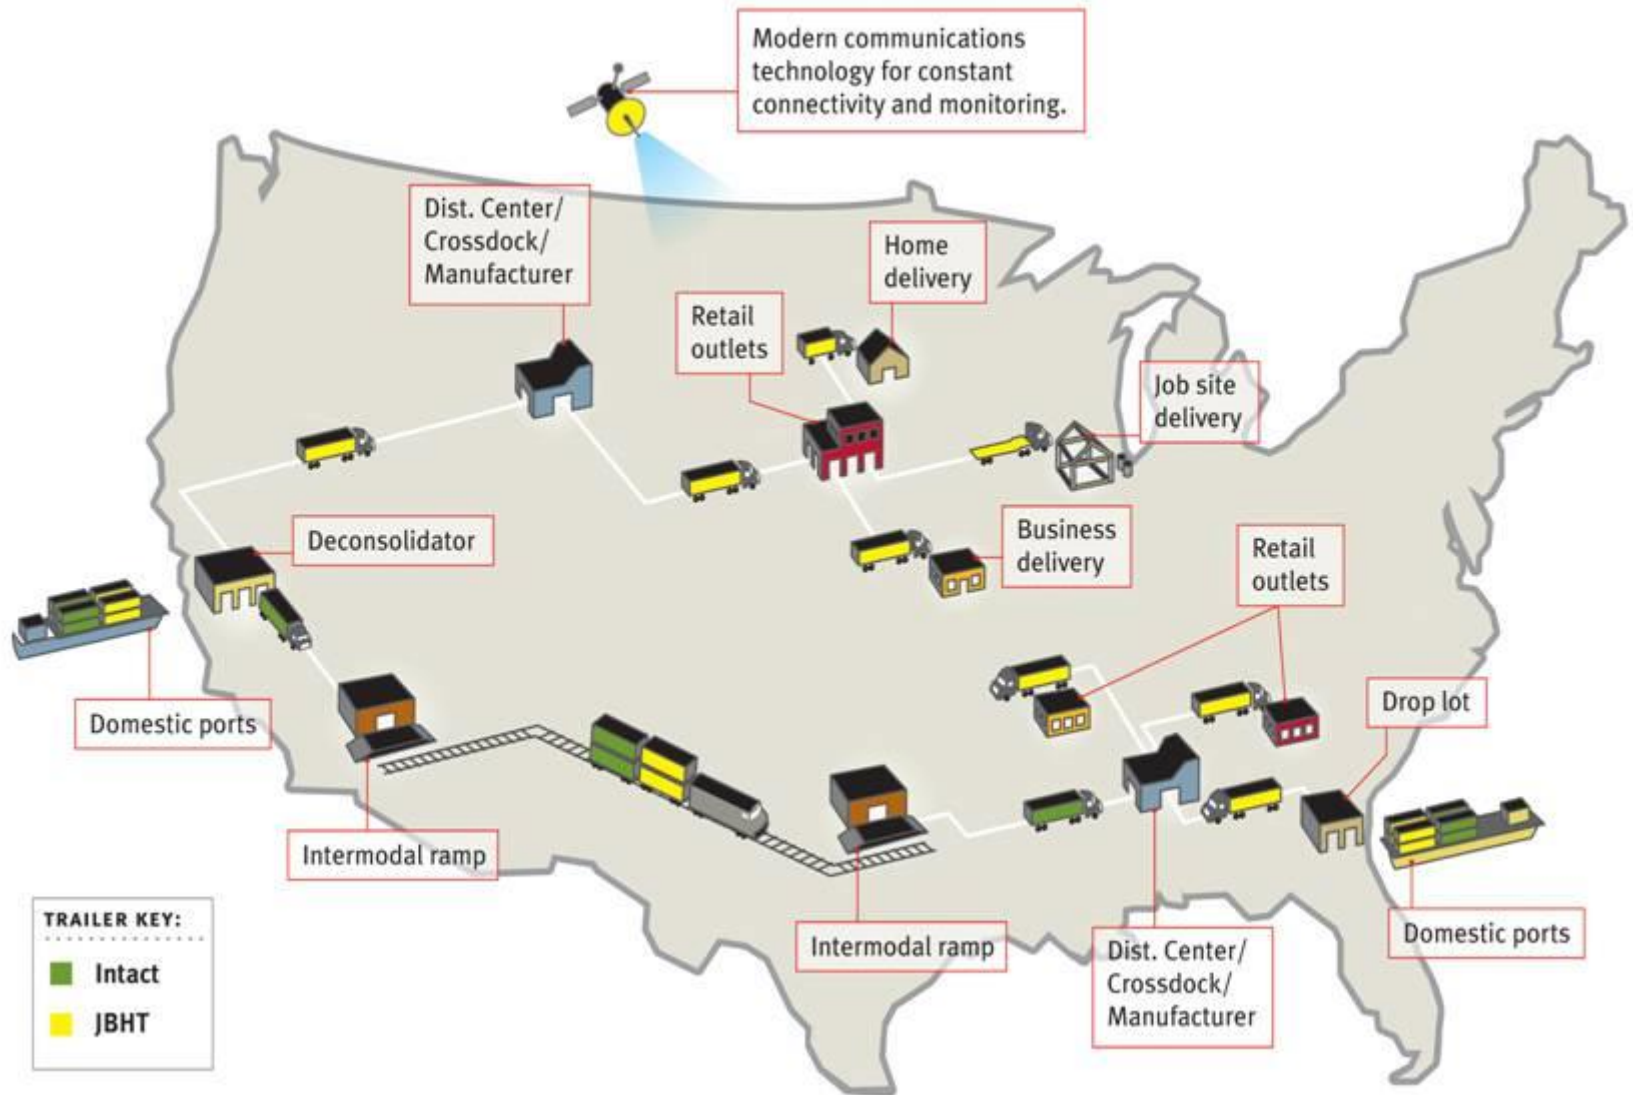 Modern communications
technology for constant
connectivity and monitoring.
Dist. Center/
Crossdock/
Manufacturer
Home
delivery
Retail
outlets
Job site
delivery
Deconsolidator
Business
delivery
Retail
outlets
Domestic ports
Drop lot
Intermodal ramp
Intermodal ramp
Dist. Center/
Crossdock/
Manufacturer
Domestic ports
TRAILER KEY:
Intact
JBHT